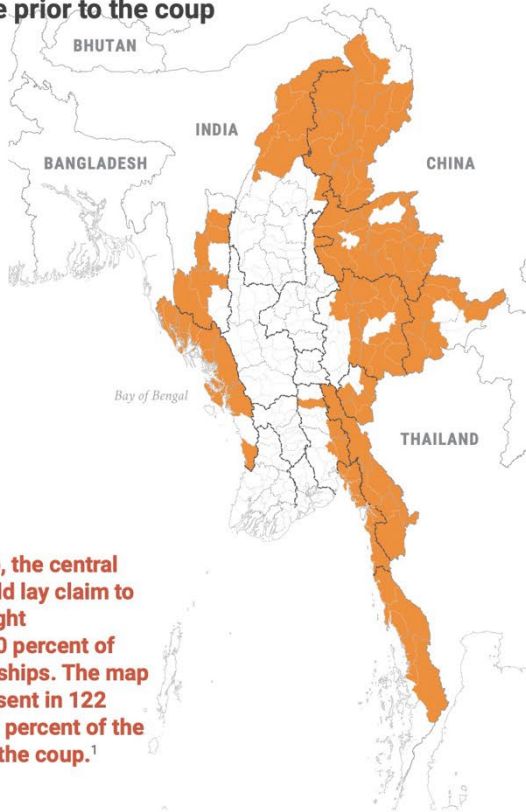 e prior to the coup
BHUTAN
INDIA
BANGLADESH
CHINA
Bay of Bengal
THAILAND
, the central
ld lay claim to
ght
0 percent of
ships. The map
sent in 122
percent of the
the coup.¹